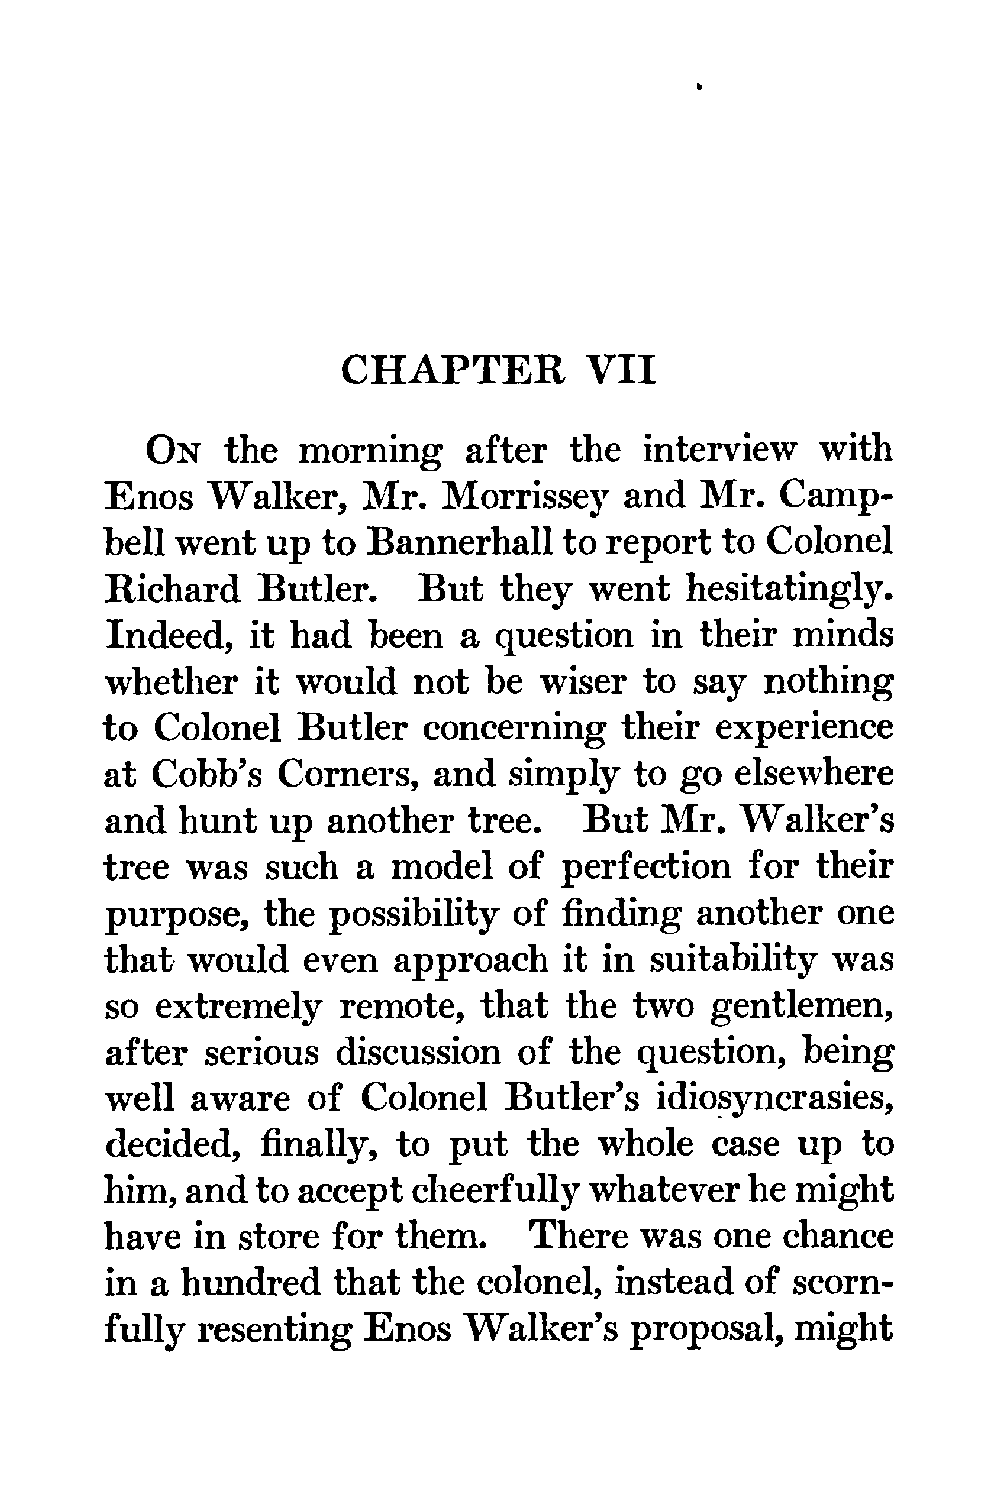 CHAPTER VII
On the morning after the interview with
Enos Walker, Mr. Morrissey and Mr. Camp-
bell went up to Bannerhall to report to Colonel
Richard Butler. But they went hesitatingly.
Indeed, it had been a question in their minds
whether it would not be wiser to say nothing
to Colonel Butler concerning their experience
at Cobb's Corners, and simply to go elsewhere
and hunt up another tree. But Mr. Walker's
tree was such a model of perfection for their
purpose, the possibility of finding another one
that would even approach it in suitability was
so extremely remote, that the two gentlemen,
after serious discussion of the question, being
well aware of Colonel Butler's idiosyncrasies,
decided, finally, to put the whole case up to
him, and to accept cheerfully whatever he might
have in store for them. There was one chance
in a hundred that the colonel, instead of scorn-
fully resenting Enos Walker's proposal, might